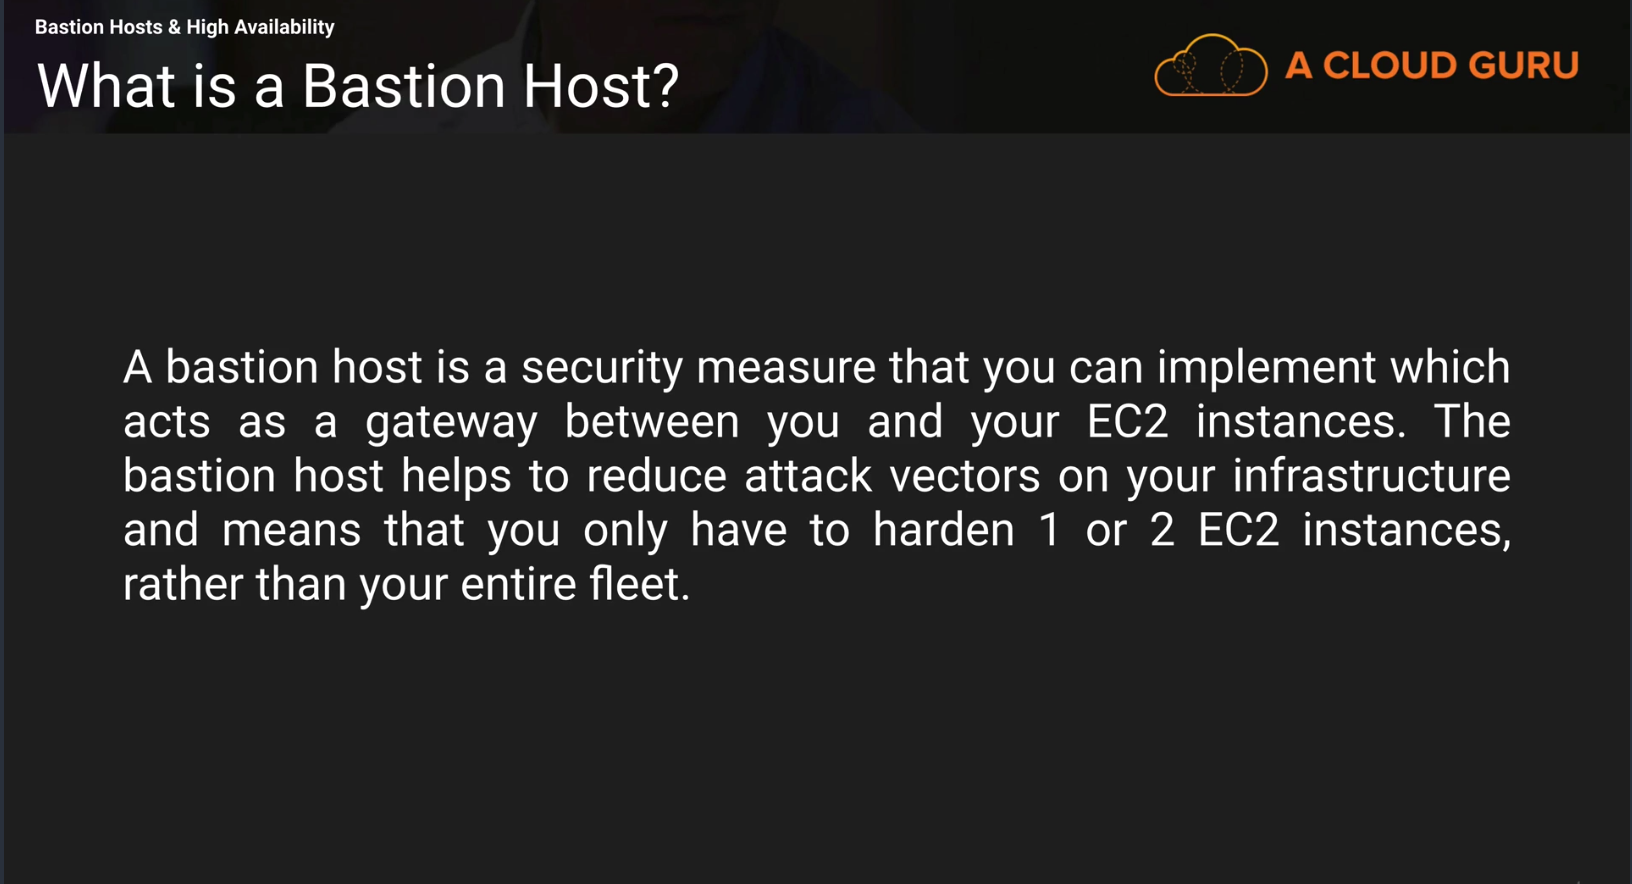 Bastion Hosts & High Availability
What is a Bastion Host?
A CLOUD GURU
A bastion host is a security measure that you can implement which
acts as a gateway between you and your EC2 instances. The
bastion host helps to reduce attack vectors on your infrastructure
and means that you only have to harden 1 or 2 EC2 instances,
rather than your entire fleet.